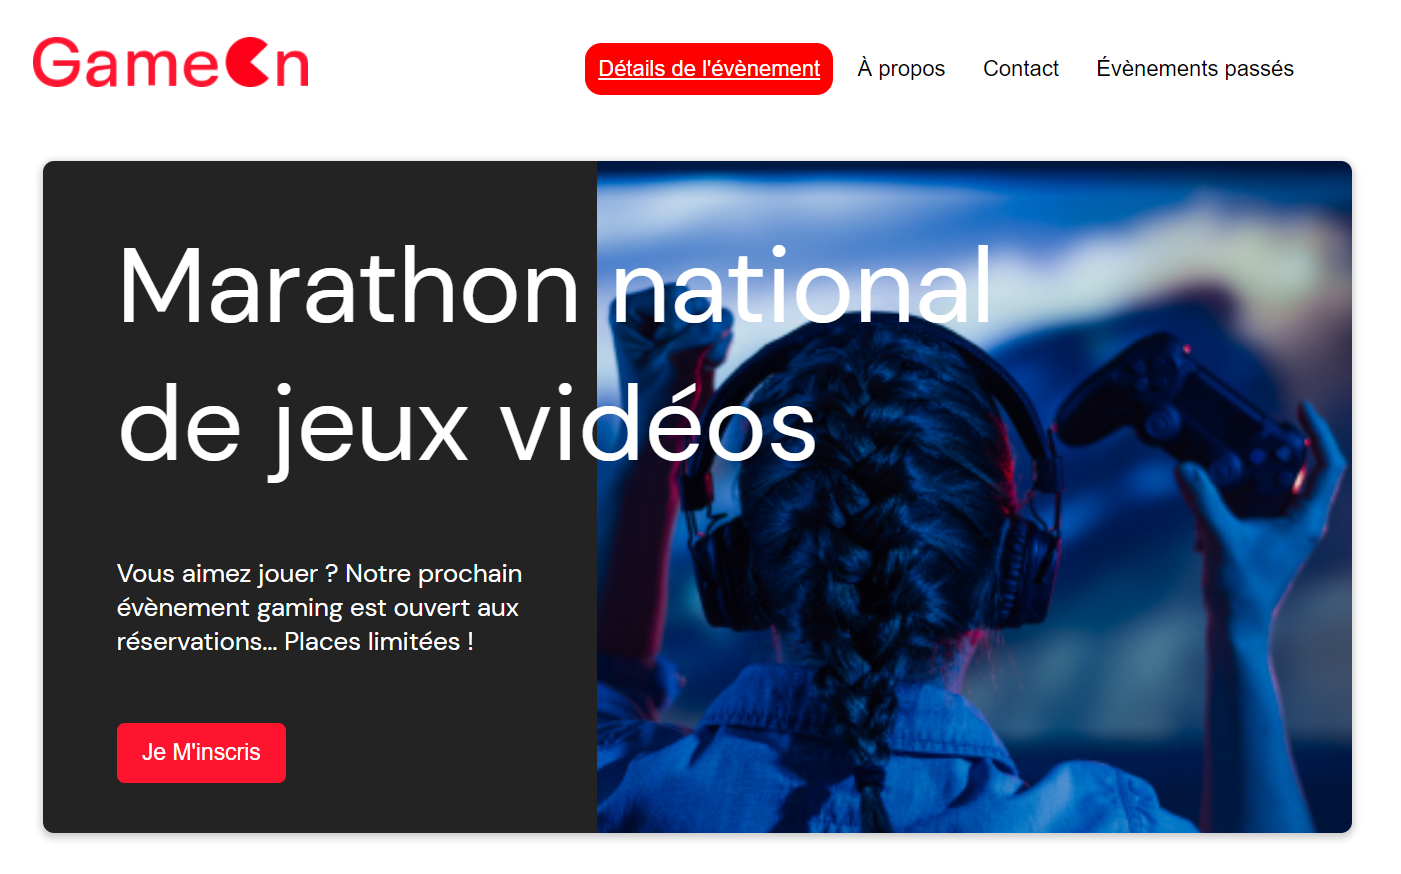 GameOn
Détails de l'évènement
À propos
Contact
Évènements passés
Marathon national
de jeux vidéos
Vous aimez jouer ? Notre prochain
évènement gaming est ouvert aux
réservations... Places limitées !
Je M'inscris